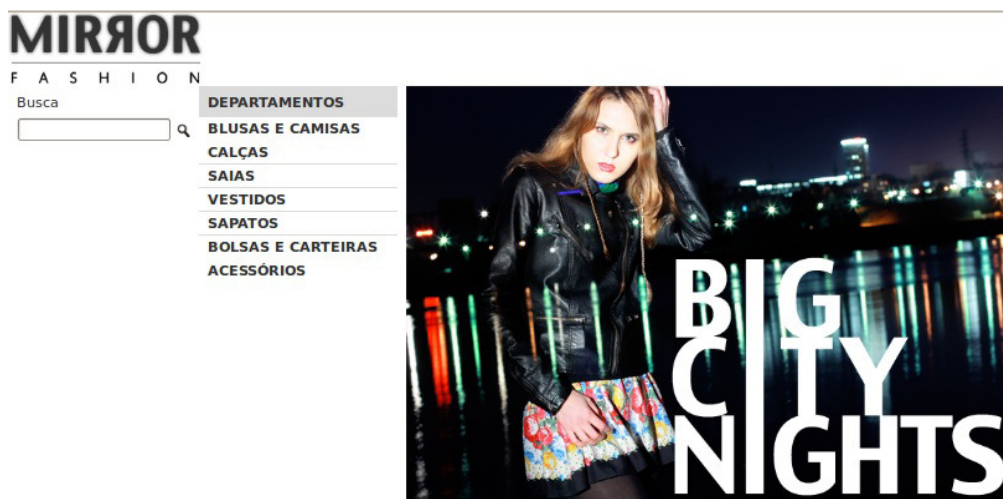 MIRROR
FASHION
Busca
DEPARTAMENTOS
BLUSAS E CAMISAS
CALÇAS
SAIAS
VESTIDOS
SAPATOS
BOLSAS E CARTEIRAS
ACESSÓRIOS
BIG
CITY
NIGHTS